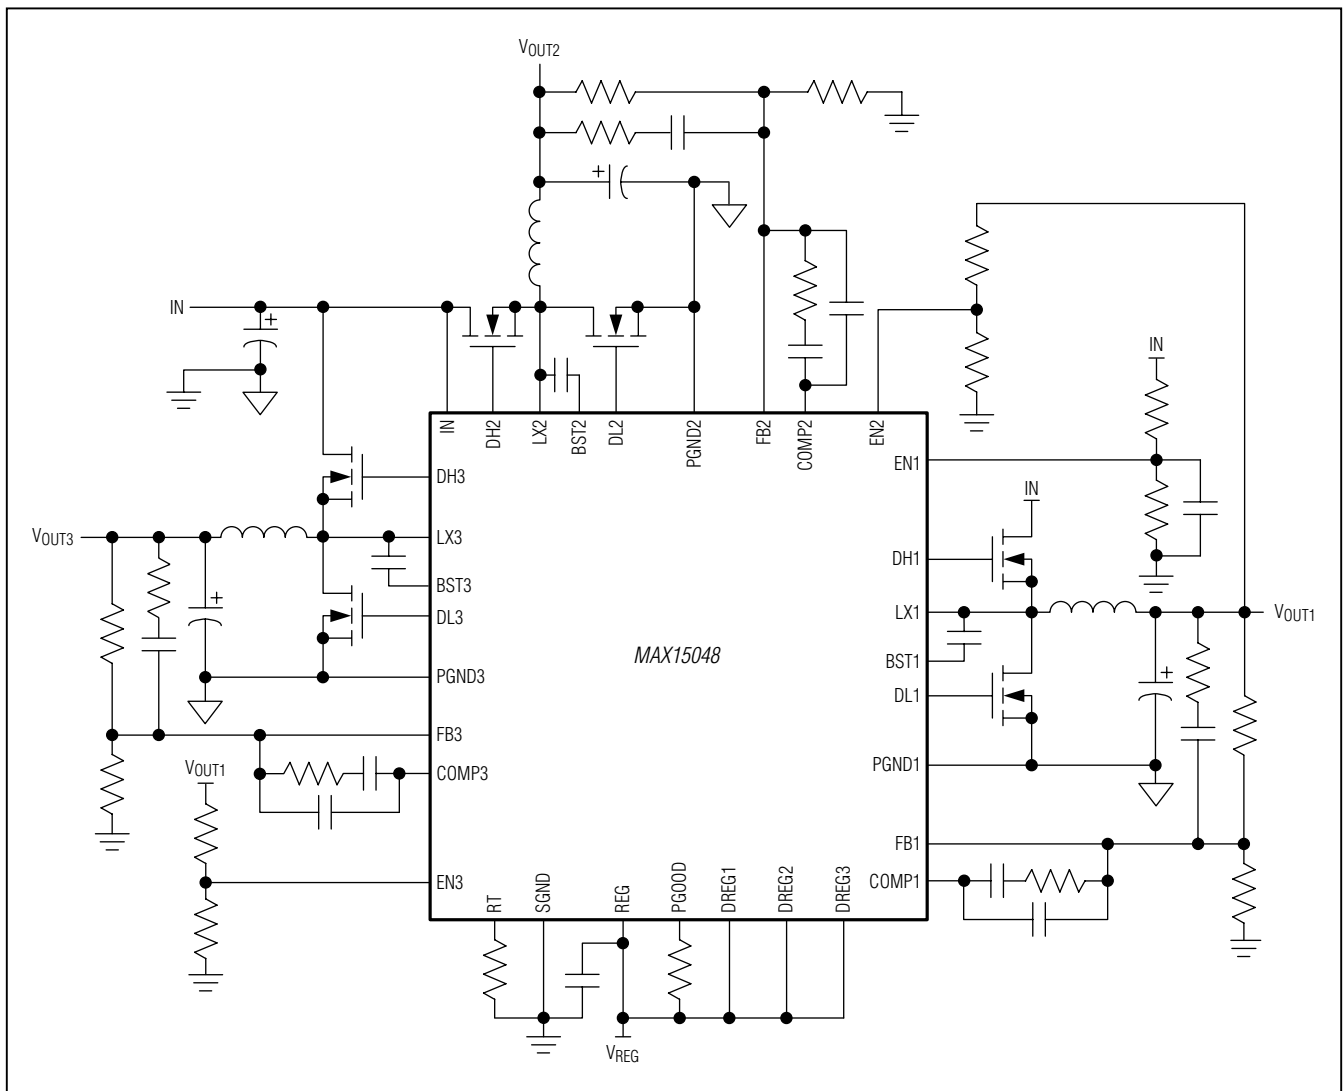 VOUT2
IN
+
+
IN
IN
DH2
LX2
BST2
DL2
PGND2
FB2
COMP2
EN2
EN1
DH3
IN
VOUT3
LX3
DH1
BST3
LX1
VOUT1
+
DL3
MAX15048
BST1
+
PGND3
DL1
FB3
PGND1
VOUT1
COMP3
FB1
EN3
COMP1
RT
SGND
REG
PGOOD
DREG1
DREG2
DREG3
VREG